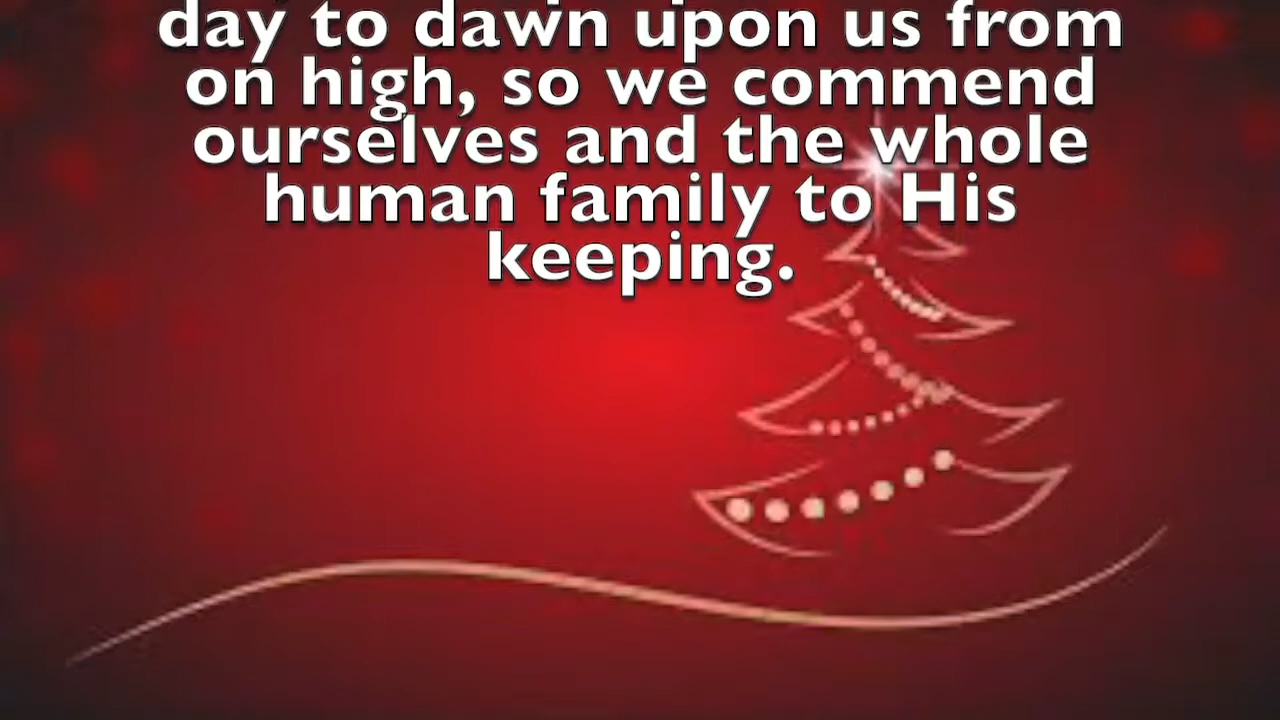 day to dawn upon us from
on high, so we commend
ourselves and the whole
human family to His
keeping.